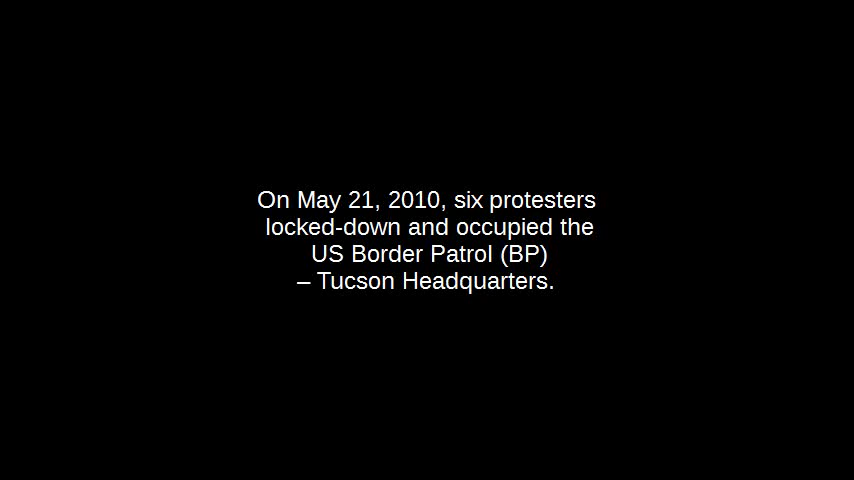 On May 21, 2010, six protesters
locked-down and occupied the
US Border Patrol (BP)
– Tucson Headquarters.